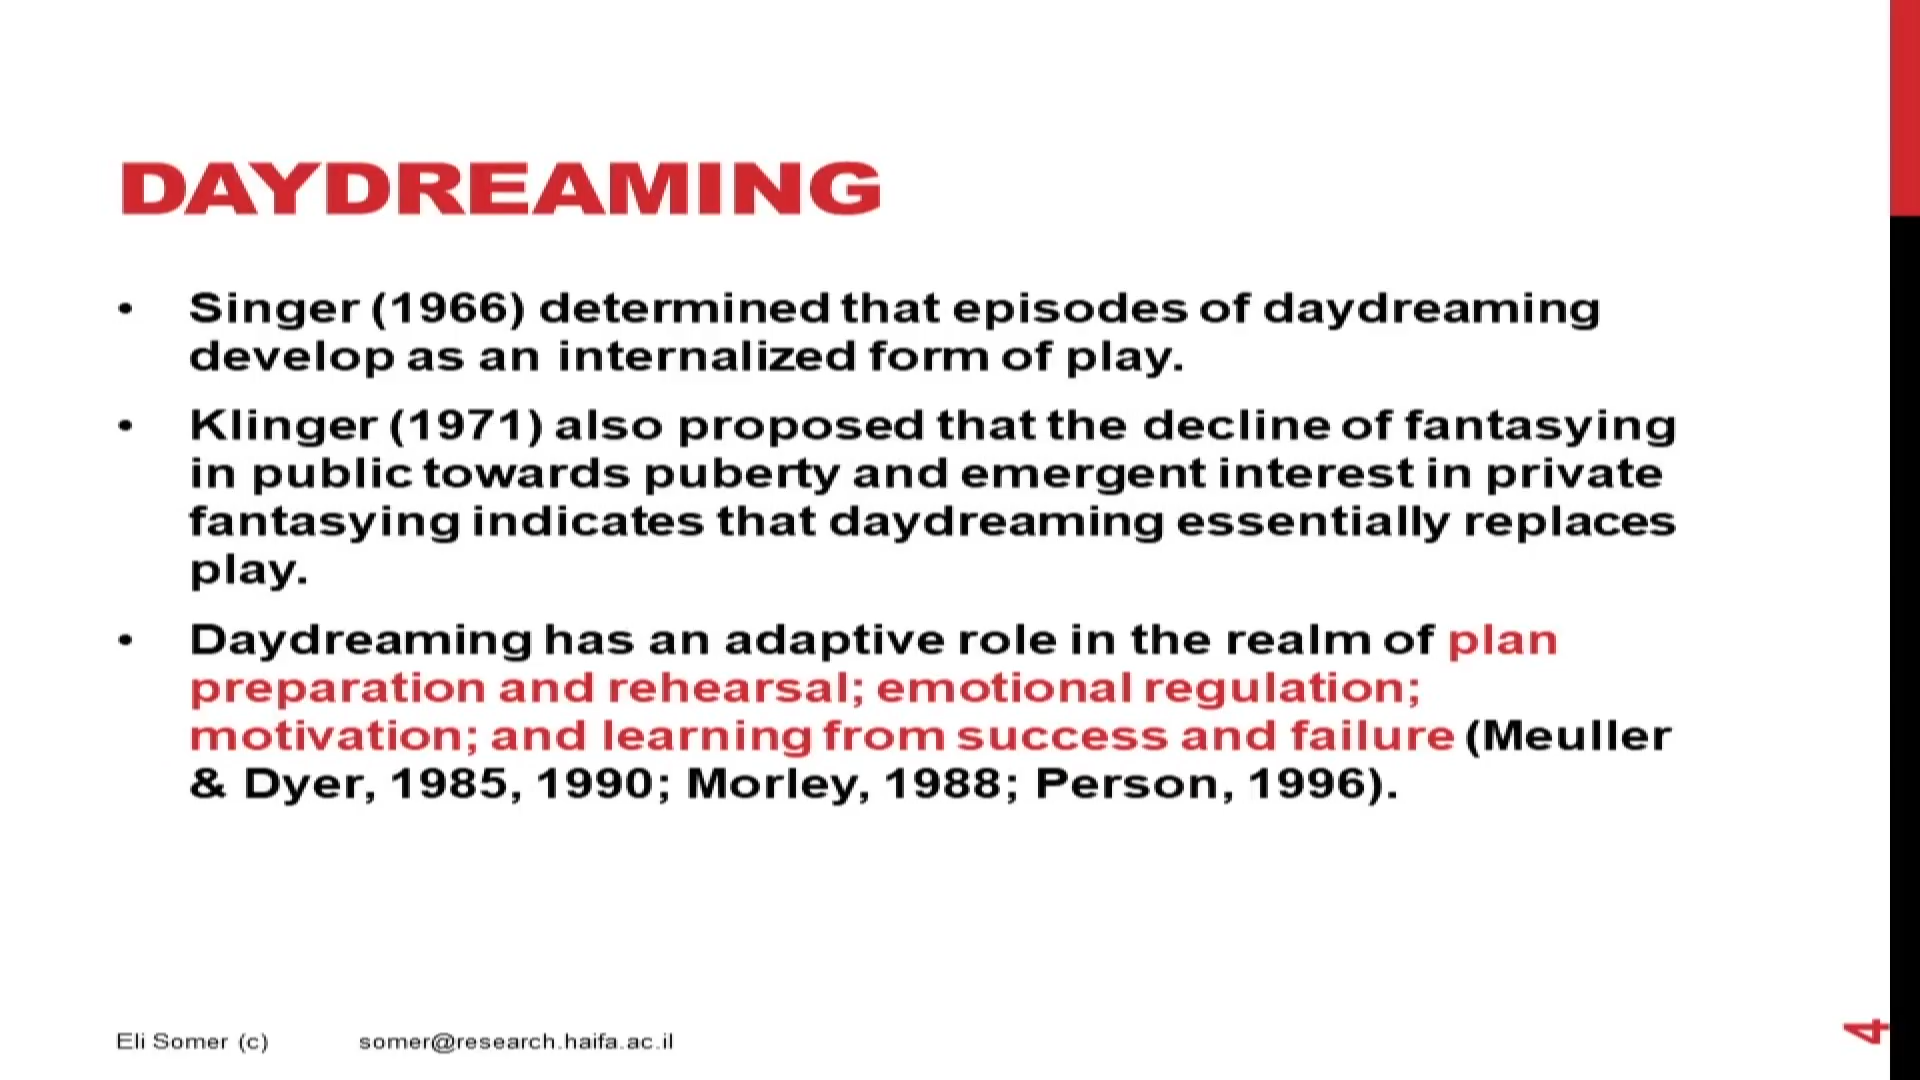 DAYDREAMING
• Singer (1966) determined that episodes of daydreaming
develop as an internalized form of play.
• Klinger (1971) also proposed that the decline of fantasying
in public towards puberty and emergent interest in private
fantasying indicates that daydreaming essentially replaces
play.
• Daydreaming has an adaptive role in the realm of plan
preparation and rehearsal; emotional regulation;
motivation; and learning from success and failure (Meuller
& Dyer, 1985, 1990; Morley, 1988; Person, 1996).
Eli Somer (c) somer@research.haifa.ac.il
4